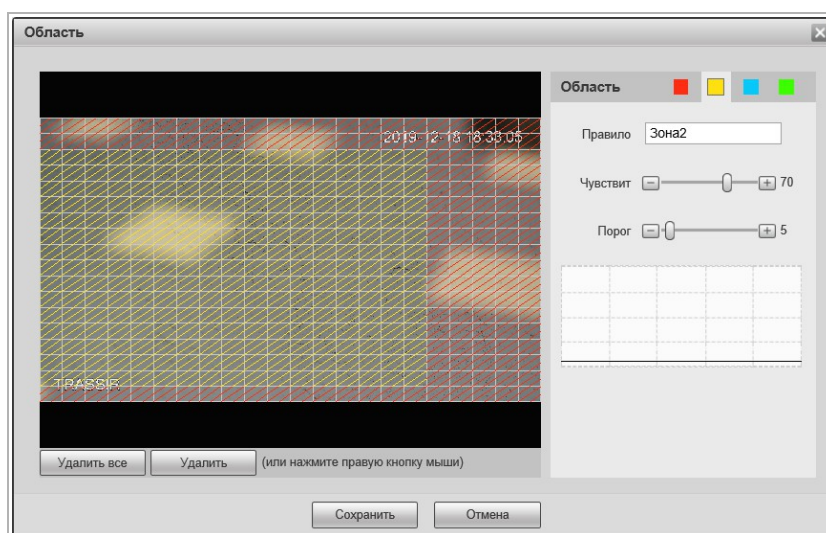 Область
Область
2019-12-18 18:33:05
Правило Зона2
Чувствит 70
Порог 5
TRASSIR
Удалить все Удалить (или нажмите правую кнопку мыши)
Сохранить Отмена